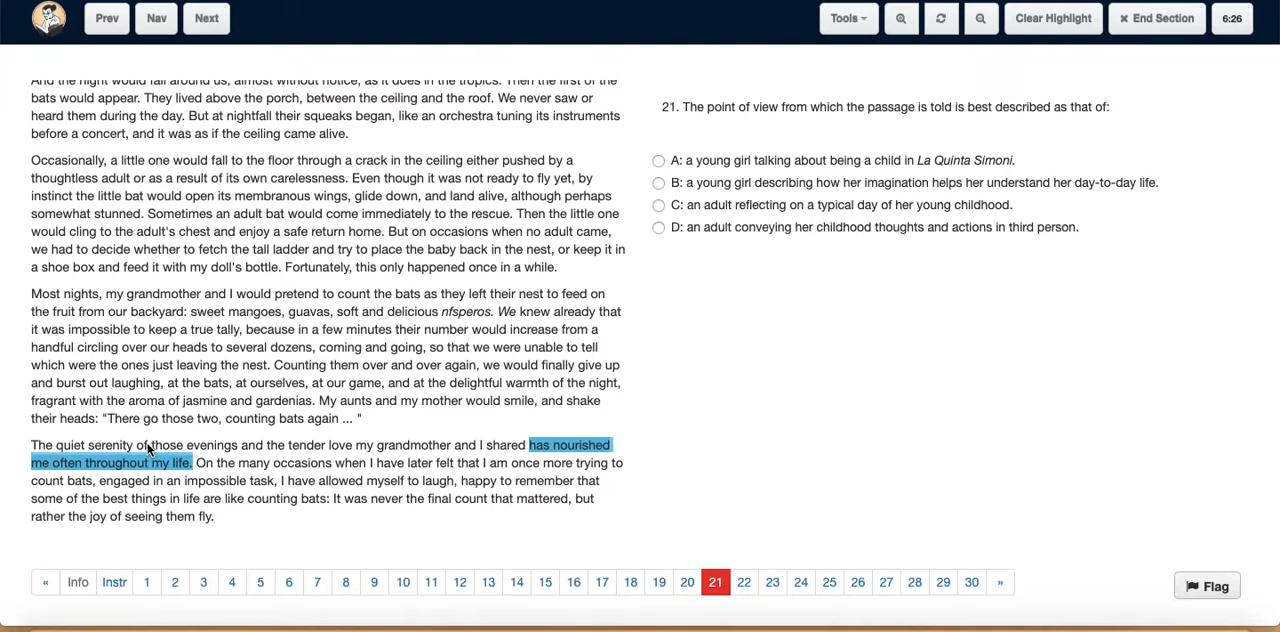 Prev Nav Next Tools Clear Highlight ✖ End Section 6:26
And the night would fall around us, almost without notice, as it does in the tropics. Then the first of the
bats would appear. They lived above the porch, between the ceiling and the roof. We never saw or
heard them during the day. But at nightfall their squeaks began, like an orchestra tuning its instruments
before a concert, and it was as if the ceiling came alive.
Occasionally, a little one would fall to the floor through a crack in the ceiling either pushed by a
thoughtless adult or as a result of its own carelessness. Even though it was not ready to fly yet, by
instinct the little bat would open its membranous wings, glide down, and land alive, although perhaps
somewhat stunned. Sometimes an adult bat would come immediately to the rescue. Then the little one
would cling to the adult's chest and enjoy a safe return home. But on occasions when no adult came,
we had to decide whether to fetch the tall ladder and try to place the baby back in the nest, or keep it in
a shoe box and feed it with my doll's bottle. Fortunately, this only happened once in a while.
Most nights, my grandmother and I would pretend to count the bats as they left their nest to feed on
the fruit from our backyard: sweet mangoes, guavas, soft and delicious nfsperos. We knew already that
it was impossible to keep a true tally, because in a few minutes their number would increase from a
handful circling over our heads to several dozens, coming and going, so that we were unable to tell
which were the ones just leaving the nest. Counting them over and over again, we would finally give up
and burst out laughing, at the bats, at ourselves, at our game, and at the delightful warmth of the night,
fragrant with the aroma of jasmine and gardenias. My aunts and my mother would smile, and shake
their heads: "There go those two, counting bats again ... "
The quiet serenity of those evenings and the tender love my grandmother and I shared has nourished
me often throughout my life. On the many occasions when I have later felt that I am once more trying to
count bats, engaged in an impossible task, I have allowed myself to laugh, happy to remember that
some of the best things in life are like counting bats: It was never the final count that mattered, but
rather the joy of seeing them fly.
21. The point of view from which the passage is told is best described as that of:
A: a young girl talking about being a child in La Quinta Simoni.
B: a young girl describing how her imagination helps her understand her day-to-day life.
C: an adult reflecting on a typical day of her young childhood.
D: an adult conveying her childhood thoughts and actions in third person.
« Info Instr 1 2 3 4 5 6 7 8 9 10 11 12 13 14 15 16 17 18 19 20 21 22 23 24 25 26 27 28 29 30 »
Flag